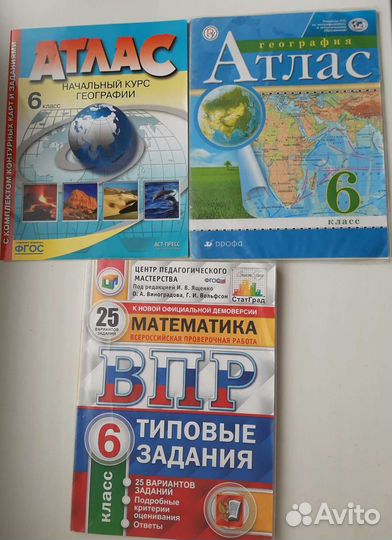 С КОМПЛЕКТОМ КОНТУРНЫХ КАРТ И ЗАДАНИЯМИ
АТЛАС
НАЧАЛЬНЫЙ КУРС
ГЕОГРАФИИ
6
КЛАСС
ФГОС
АСТ-ПРЕСС
география
Атлас
6
класс
дрофа
ЦЕНТР ПЕДАГОГИЧЕСКОГО
МАСТЕРСТВА
Под редакцией И. В. Ященко
О. А. Виноградова, Г. И. Вольфсон
ФГОС
СтатГрад
25
ВАРИАНТОВ
ЗАДАНИЙ
К НОВОЙ ОФИЦИАЛЬНОЙ ДЕМОВЕРСИИ
МАТЕМАТИКА
ВСЕРОССИЙСКАЯ ПРОВЕРОЧНАЯ РАБОТА
ВПР
6
класс
ТИПОВЫЕ
ЗАДАНИЯ
• 25 ВАРИАНТОВ
ЗАДАНИЙ
• Подробные
критерии
оценивания
• Ответы
Avito